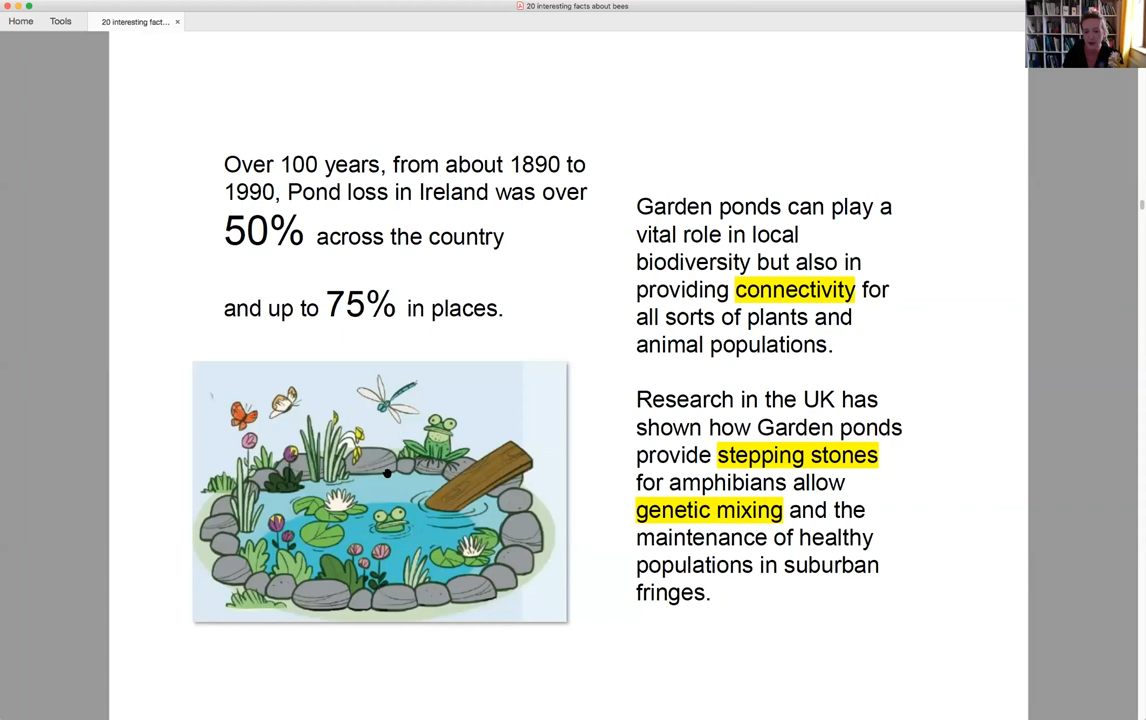 20 interesting facts about bees
Home
Tools
20 interesting fact...
Over 100 years, from about 1890 to
1990, Pond loss in Ireland was over
50% across the country
and up to 75% in places.
Garden ponds can play a
vital role in local
biodiversity but also in
providing connectivity for
all sorts of plants and
animal populations.
Research in the UK has
shown how Garden ponds
provide stepping stones
for amphibians allow
genetic mixing and the
maintenance of healthy
populations in suburban
fringes.